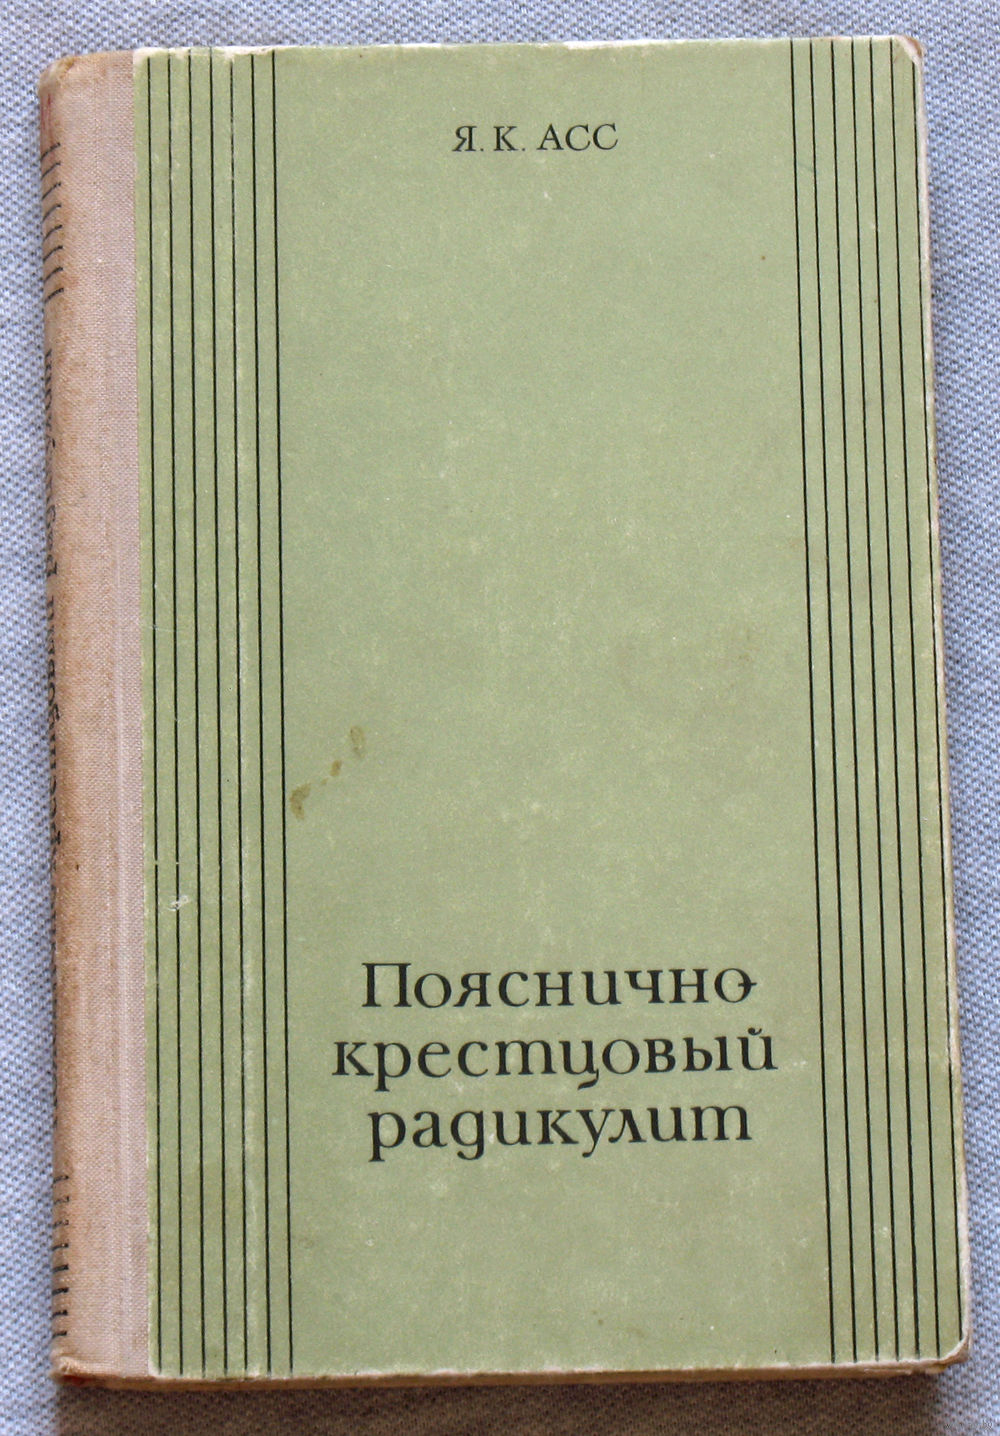 Я. К. АСС
Пояснично-
крестцовый
радикулит